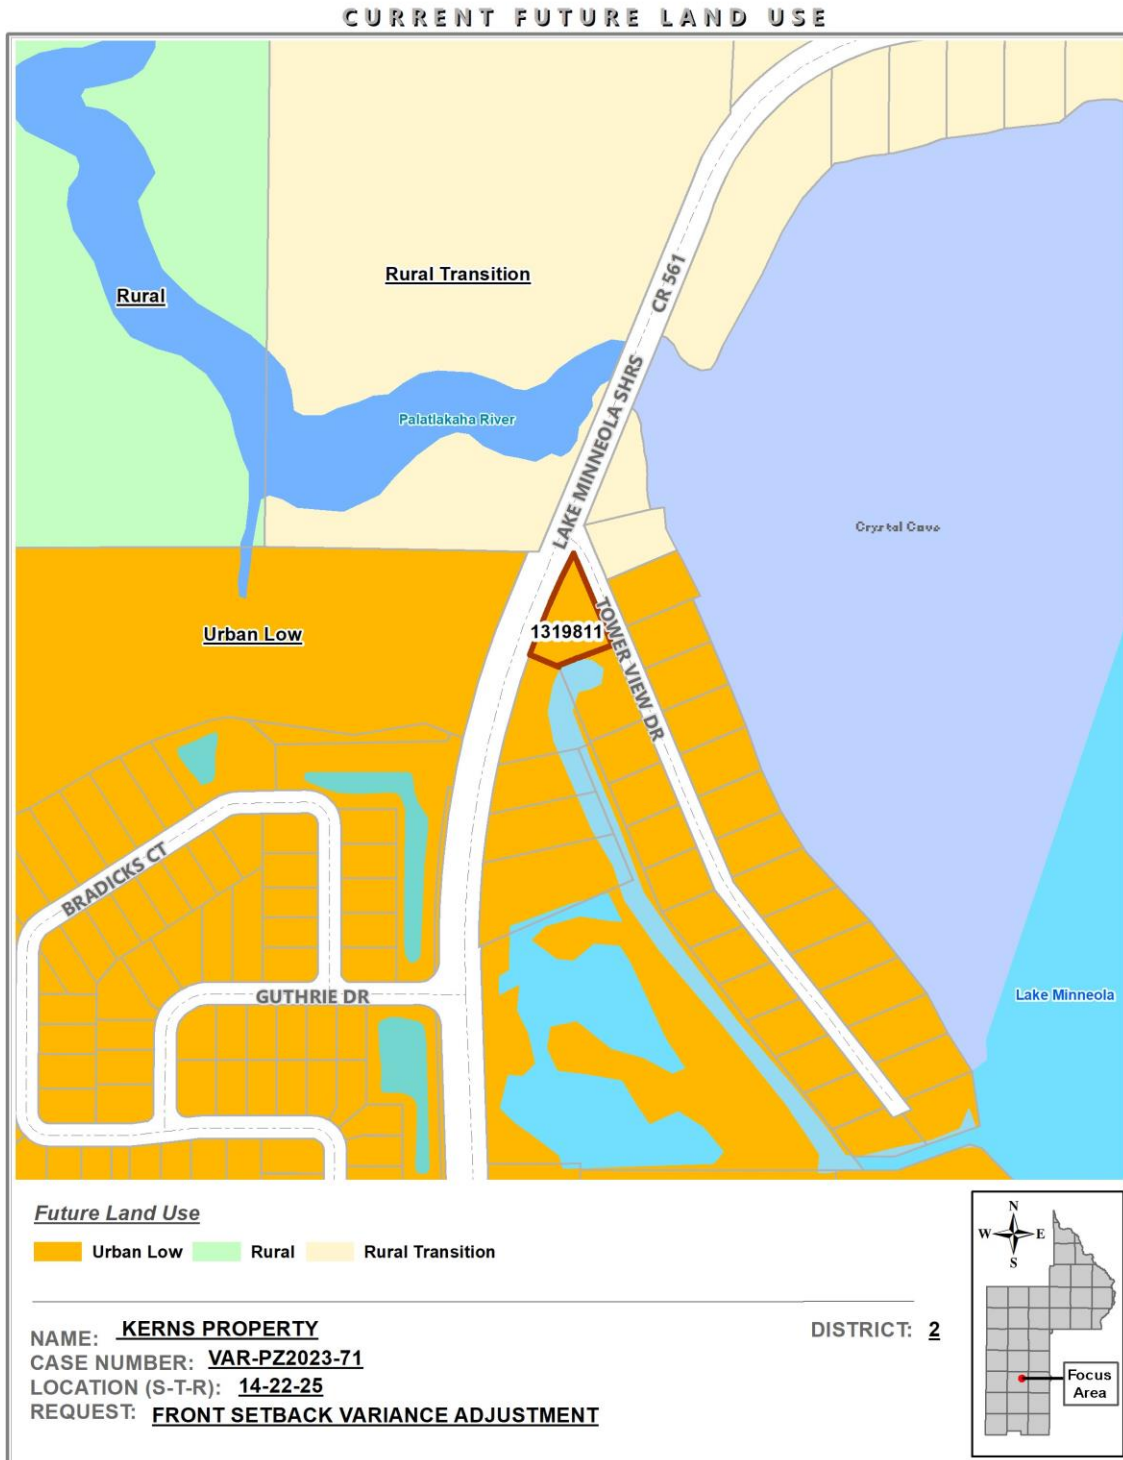 CURRENT FUTURE LAND USE
CR 561
Rural Transition
Rural
LAKE MINNEOLA SHRS
Palatlakaha River
Crystal Cove
1319811
TOWER VIEW DR
Urban Low
BRADICKS CT
GUTHRIE DR
Lake Minneola
Future Land Use
Urban Low
Rural
Rural Transition
N
W
E
S
NAME: KERNS PROPERTY
DISTRICT: 2
CASE NUMBER: VAR-PZ2023-71
LOCATION (S-T-R): 14-22-25
REQUEST: FRONT SETBACK VARIANCE ADJUSTMENT
Focus
Area